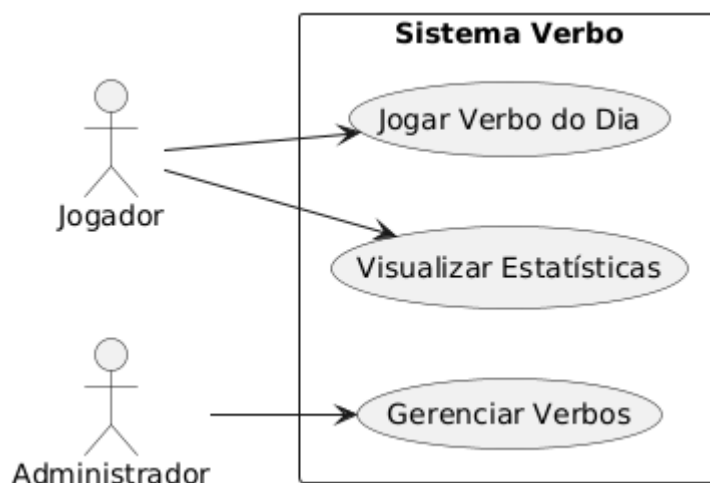 Sistema Verbo
Jogar Verbo do Dia
Jogador
Visualizar Estatísticas
Gerenciar Verbos
Administrador